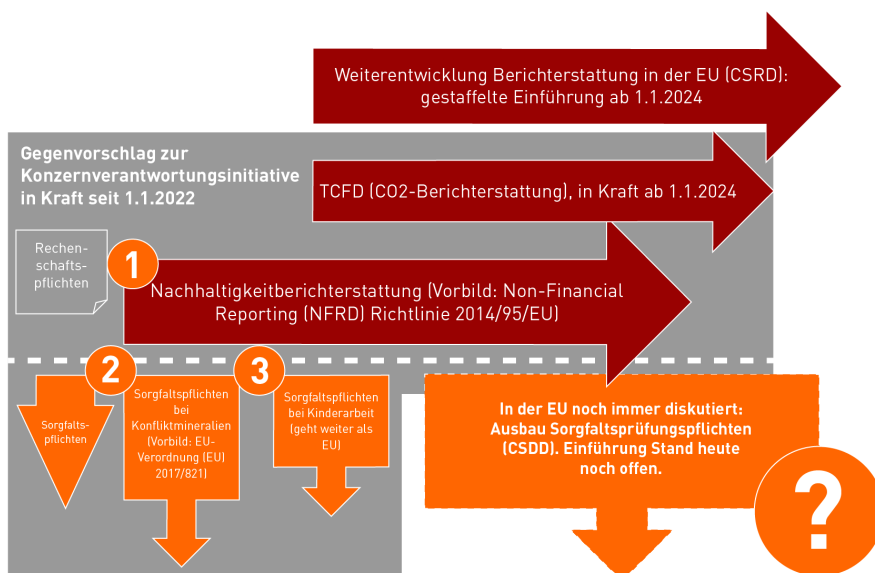 Weiterentwicklung Berichterstattung in der EU (CSRD):
gestaffelte Einführung ab 1.1.2024
Gegenvorschlag zur
Konzernverantwortungsinitiative
in Kraft seit 1.1.2022
TCFD (CO2-Berichterstattung), in Kraft ab 1.1.2024
Rechen-
schafts-
pflichten
1
Nachhaltigkeitberichterstattung (Vorbild: Non-Financial
Reporting (NFRD) Richtlinie 2014/95/EU)
Sorgfalts-
pflichten
2
Sorgfaltspflichten
bei
Konfliktmineralien
(Vorbild: EU-
Verordnung (EU)
2017/821)
3
Sorgfaltspflichten
bei Kinderarbeit
(geht weiter als
EU)
In der EU noch immer diskutiert:
Ausbau Sorgfaltsprüfungspflichten
(CSDD). Einführung Stand heute
noch offen.
?